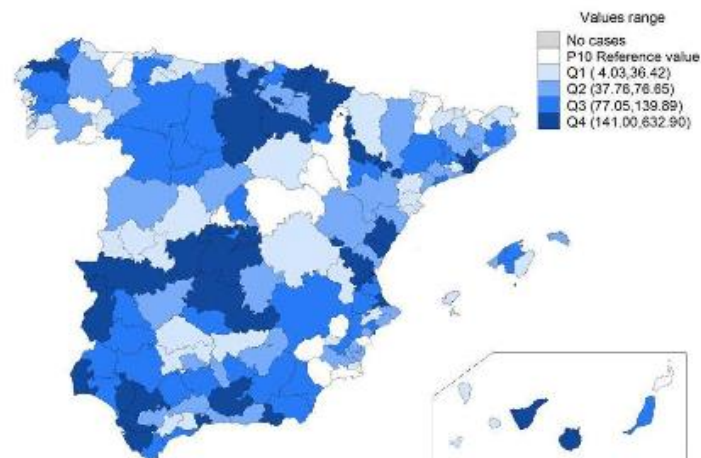 Values range
No cases
P10 Reference value
Q1 ( 4.03,36.42)
Q2 (37.76,76.65)
Q3 (77.05,139.89)
Q4 (141.00,632.90)